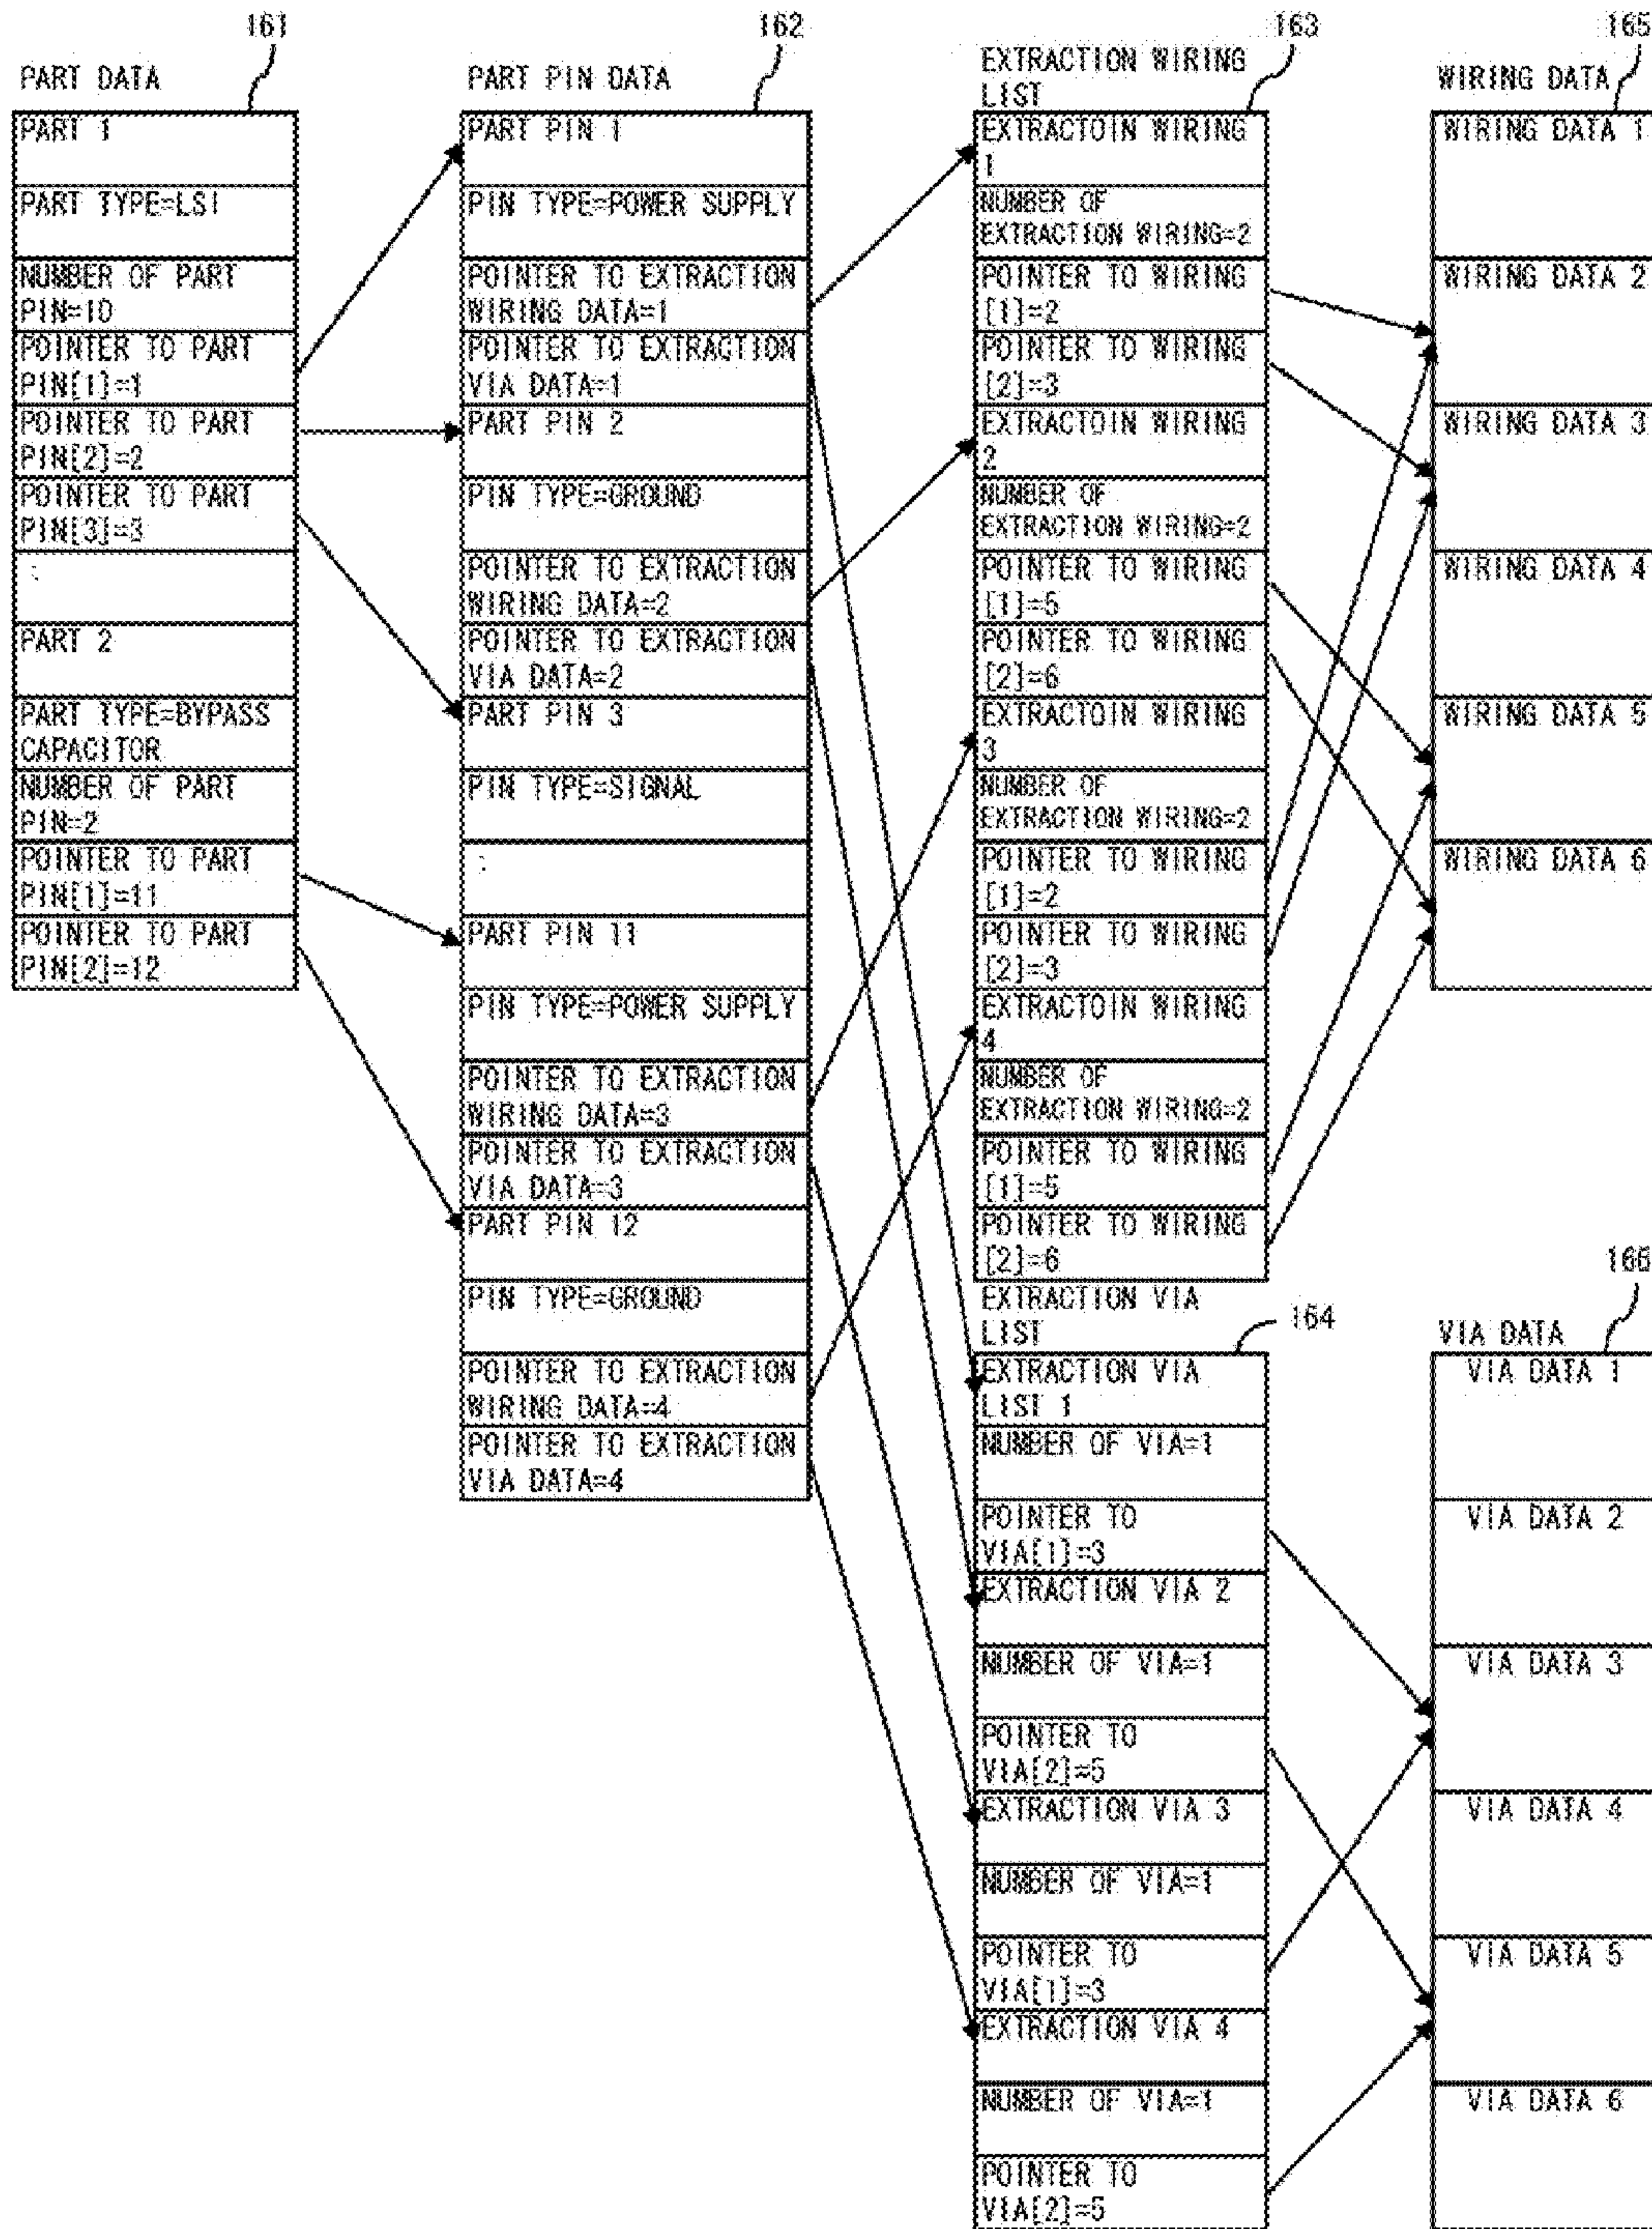 161
PART DATA
PART 1
PART TYPE=LSI
NUMBER OF PART
PIN=10
POINTER TO PART
PIN[1]=1
POINTER TO PART
PIN[2]=2
POINTER TO PART
PIN[3]=3
:
PART 2
PART TYPE=BYPASS
CAPACITOR
NUMBER OF PART
PIN=2
POINTER TO PART
PIN[1]=11
POINTER TO PART
PIN[2]=12
162
PART PIN DATA
PART PIN 1
PIN TYPE=POWER SUPPLY
POINTER TO EXTRACTION
WIRING DATA=1
POINTER TO EXTRACTION
VIA DATA=1
PART PIN 2
PIN TYPE=GROUND
POINTER TO EXTRACTION
WIRING DATA=2
POINTER TO EXTRACTION
VIA DATA=2
PART PIN 3
PIN TYPE=SIGNAL
:
PART PIN 11
PIN TYPE=POWER SUPPLY
POINTER TO EXTRACTION
WIRING DATA=3
POINTER TO EXTRACTION
VIA DATA=3
PART PIN 12
PIN TYPE=GROUND
POINTER TO EXTRACTION
WIRING DATA=4
POINTER TO EXTRACTION
VIA DATA=4
163
EXTRACTION WIRING
LIST
EXTRACTOIN WIRING
1
NUMBER OF
EXTRACTION WIRING=2
POINTER TO WIRING
[1]=2
POINTER TO WIRING
[2]=3
EXTRACTOIN WIRING
2
NUMBER OF
EXTRACTION WIRING=2
POINTER TO WIRING
[1]=5
POINTER TO WIRING
[2]=6
EXTRACTOIN WIRING
3
NUMBER OF
EXTRACTION WIRING=2
POINTER TO WIRING
[1]=2
POINTER TO WIRING
[2]=3
EXTRACTOIN WIRING
4
NUMBER OF
EXTRACTION WIRING=2
POINTER TO WIRING
[1]=5
POINTER TO WIRING
[2]=6
EXTRACTION VIA
LIST
164
EXTRACTION VIA
LIST 1
NUMBER OF VIA=1
POINTER TO
VIA[1]=3
EXTRACTION VIA 2
NUMBER OF VIA=1
POINTER TO
VIA[2]=5
EXTRACTION VIA 3
NUMBER OF VIA=1
POINTER TO
VIA[1]=3
EXTRACTION VIA 4
NUMBER OF VIA=1
POINTER TO
VIA[2]=5
165
WIRING DATA
WIRING DATA 1
WIRING DATA 2
WIRING DATA 3
WIRING DATA 4
WIRING DATA 5
WIRING DATA 6
166
VIA DATA
VIA DATA 1
VIA DATA 2
VIA DATA 3
VIA DATA 4
VIA DATA 5
VIA DATA 6